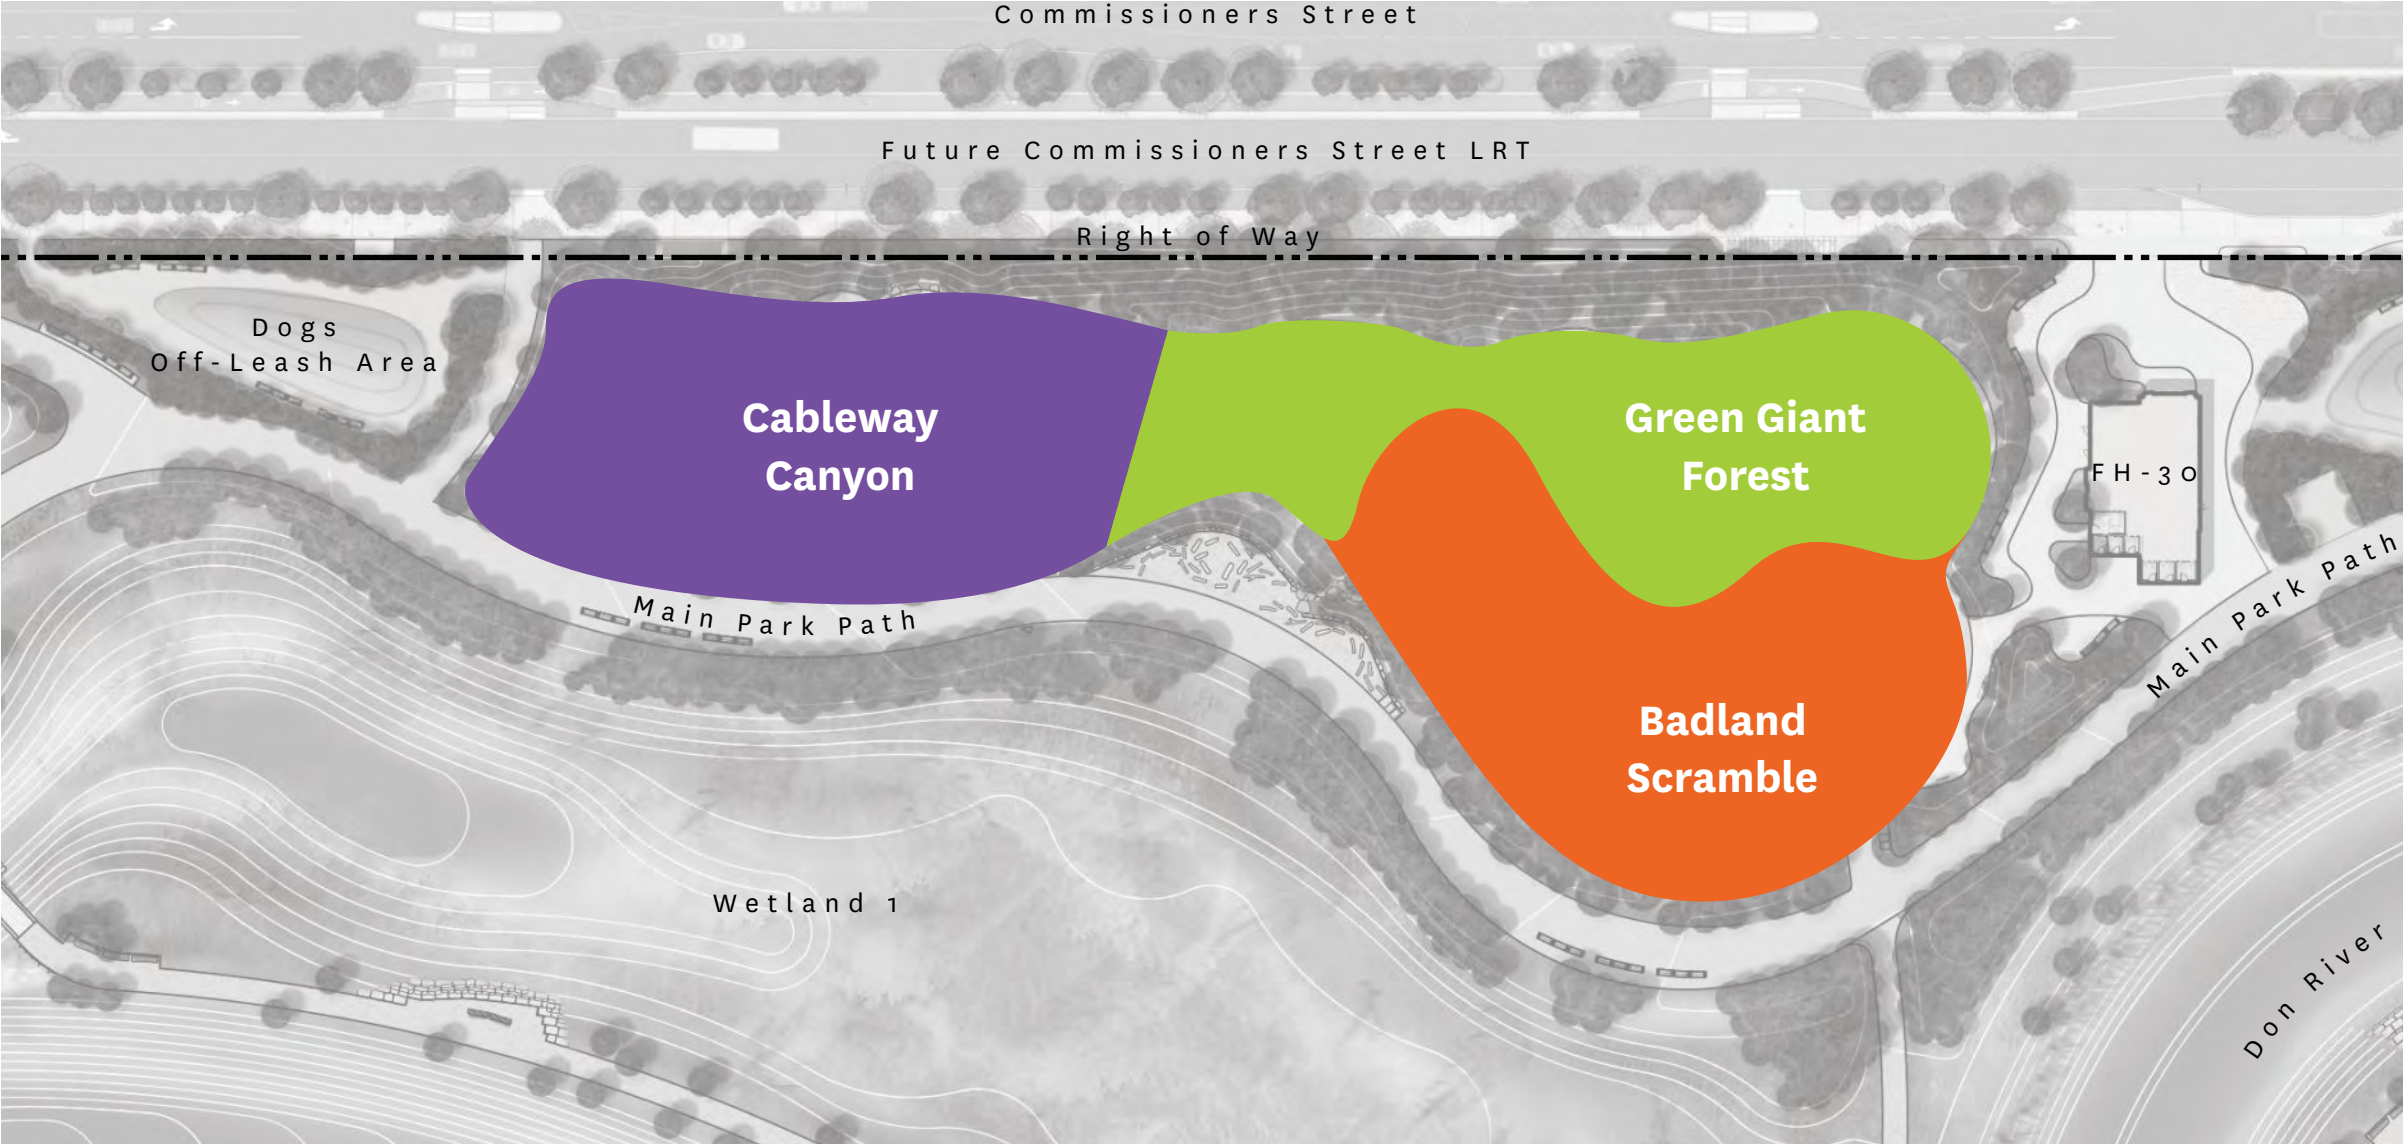 Commissioners Street
Future Commissioners Street LRT
Right of Way
Dogs
Off-Leash Area
Cableway
Canyon
Green Giant
Forest
FH-30
Main Park Path
Main Park Path
Badland
Scramble
Wetland 1
Don River